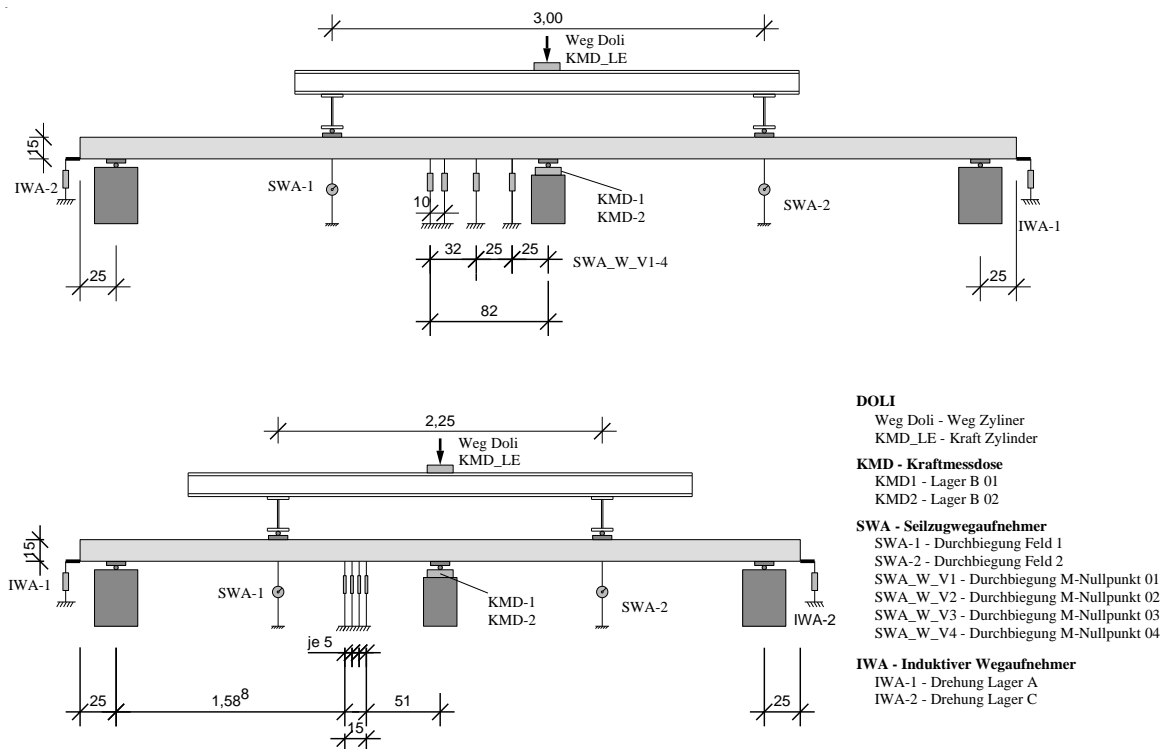 3,00
Weg Doli
KMD_LE
15
IWA-2
SWA-1
10
KMD-1
KMD-2
SWA-2
IWA-1
25
32
25
25
SWA_W_V1-4
25
82
2,25
Weg Doli
KMD_LE
15
IWA-1
SWA-1
KMD-1
KMD-2
SWA-2
IWA-2
je 5
25
1,58⁸
51
25
15
DOLI
Weg Doli - Weg Zyliner
KMD_LE - Kraft Zylinder
KMD - Kraftmessdose
KMD1 - Lager B 01
KMD2 - Lager B 02
SWA - Seilzugwegaufnehmer
SWA-1 - Durchbiegung Feld 1
SWA-2 - Durchbiegung Feld 2
SWA_W_V1 - Durchbiegung M-Nullpunkt 01
SWA_W_V2 - Durchbiegung M-Nullpunkt 02
SWA_W_V3 - Durchbiegung M-Nullpunkt 03
SWA_W_V4 - Durchbiegung M-Nullpunkt 04
IWA - Induktiver Wegaufnehmer
IWA-1 - Drehung Lager A
IWA-2 - Drehung Lager C